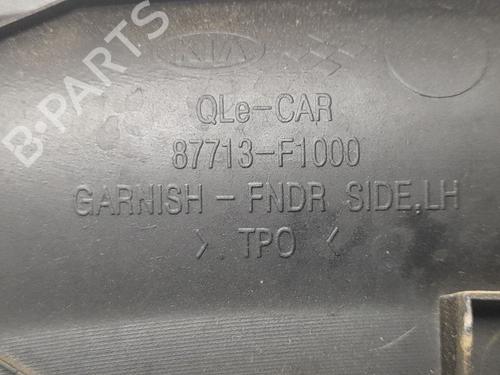 B-PARTS
KIA
QLe-CAR
87713-F1000
GARNISH - FNDR SIDE,LH
> TPO <